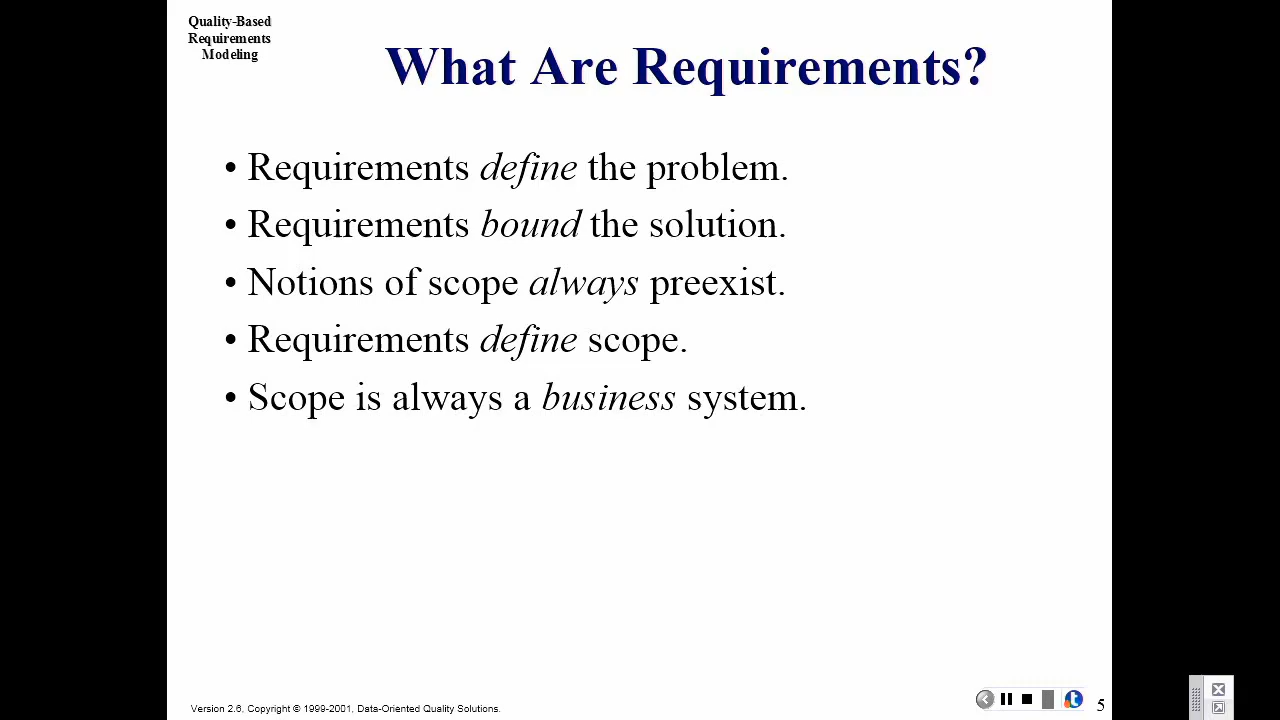 Quality-Based
Requirements
Modeling
What Are Requirements?
• Requirements define the problem.
• Requirements bound the solution.
• Notions of scope always preexist.
• Requirements define scope.
• Scope is always a business system.
Version 2.6, Copyright © 1999-2001, Data-Oriented Quality Solutions.
t
5